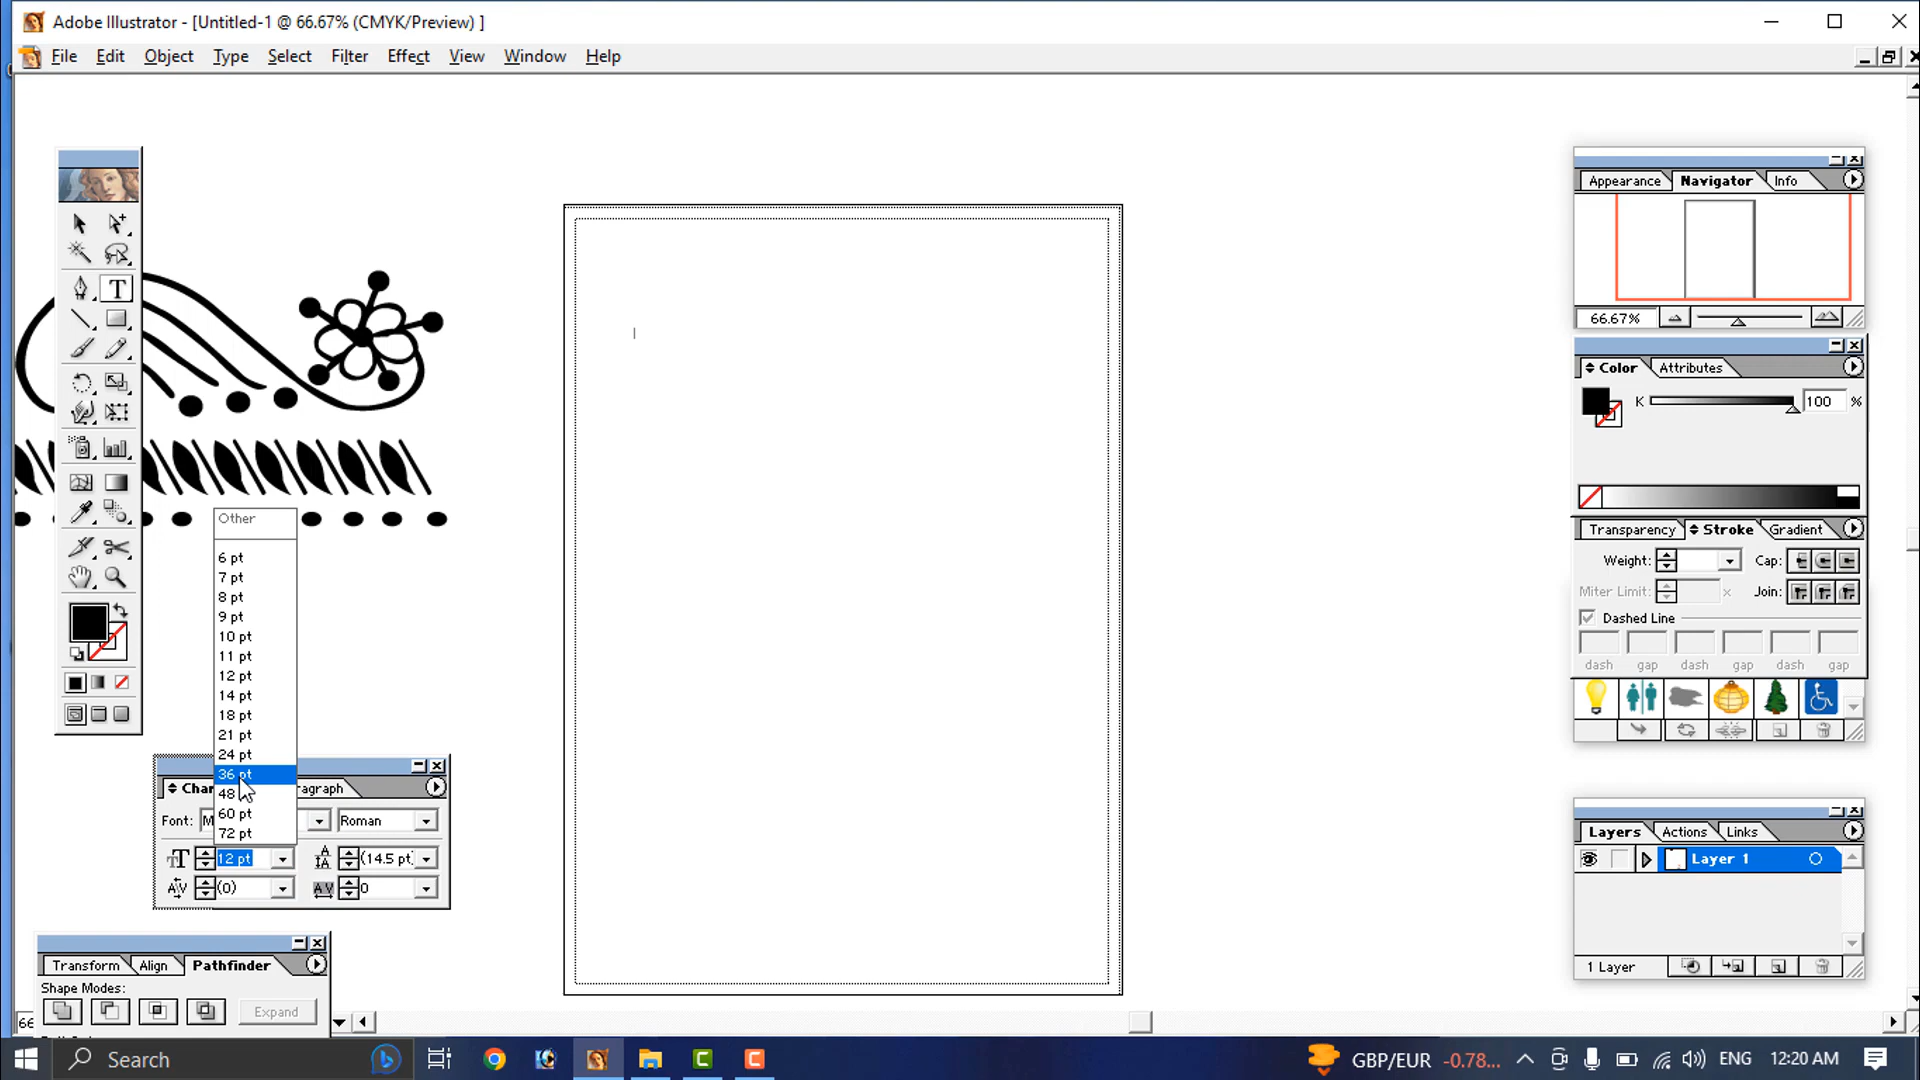 Adobe Illustrator - [Untitled-1 @ 66.67% (CMYK/Preview) ]
File Edit Object Type Select Filter Effect View Window Help
Appearance Navigator Info
66.67%
Color Attributes
K 100 %
Transparency Stroke Gradient
Weight: Cap:
Miter Limit: x Join:
Dashed Line
dash gap dash gap dash gap
T
Other
6 pt
7 pt
8 pt
9 pt
10 pt
11 pt
12 pt
14 pt
18 pt
21 pt
24 pt
36 pt
48
60 pt
72 pt
Char ragraph
Font: M Roman
12 pt (14.5 pt)
(0) 0
Layers Actions Links
Layer 1
1 Layer
Transform Align Pathfinder
Shape Modes:
Expand
66
Search
GBP/EUR -0.78... ENG 12:20 AM